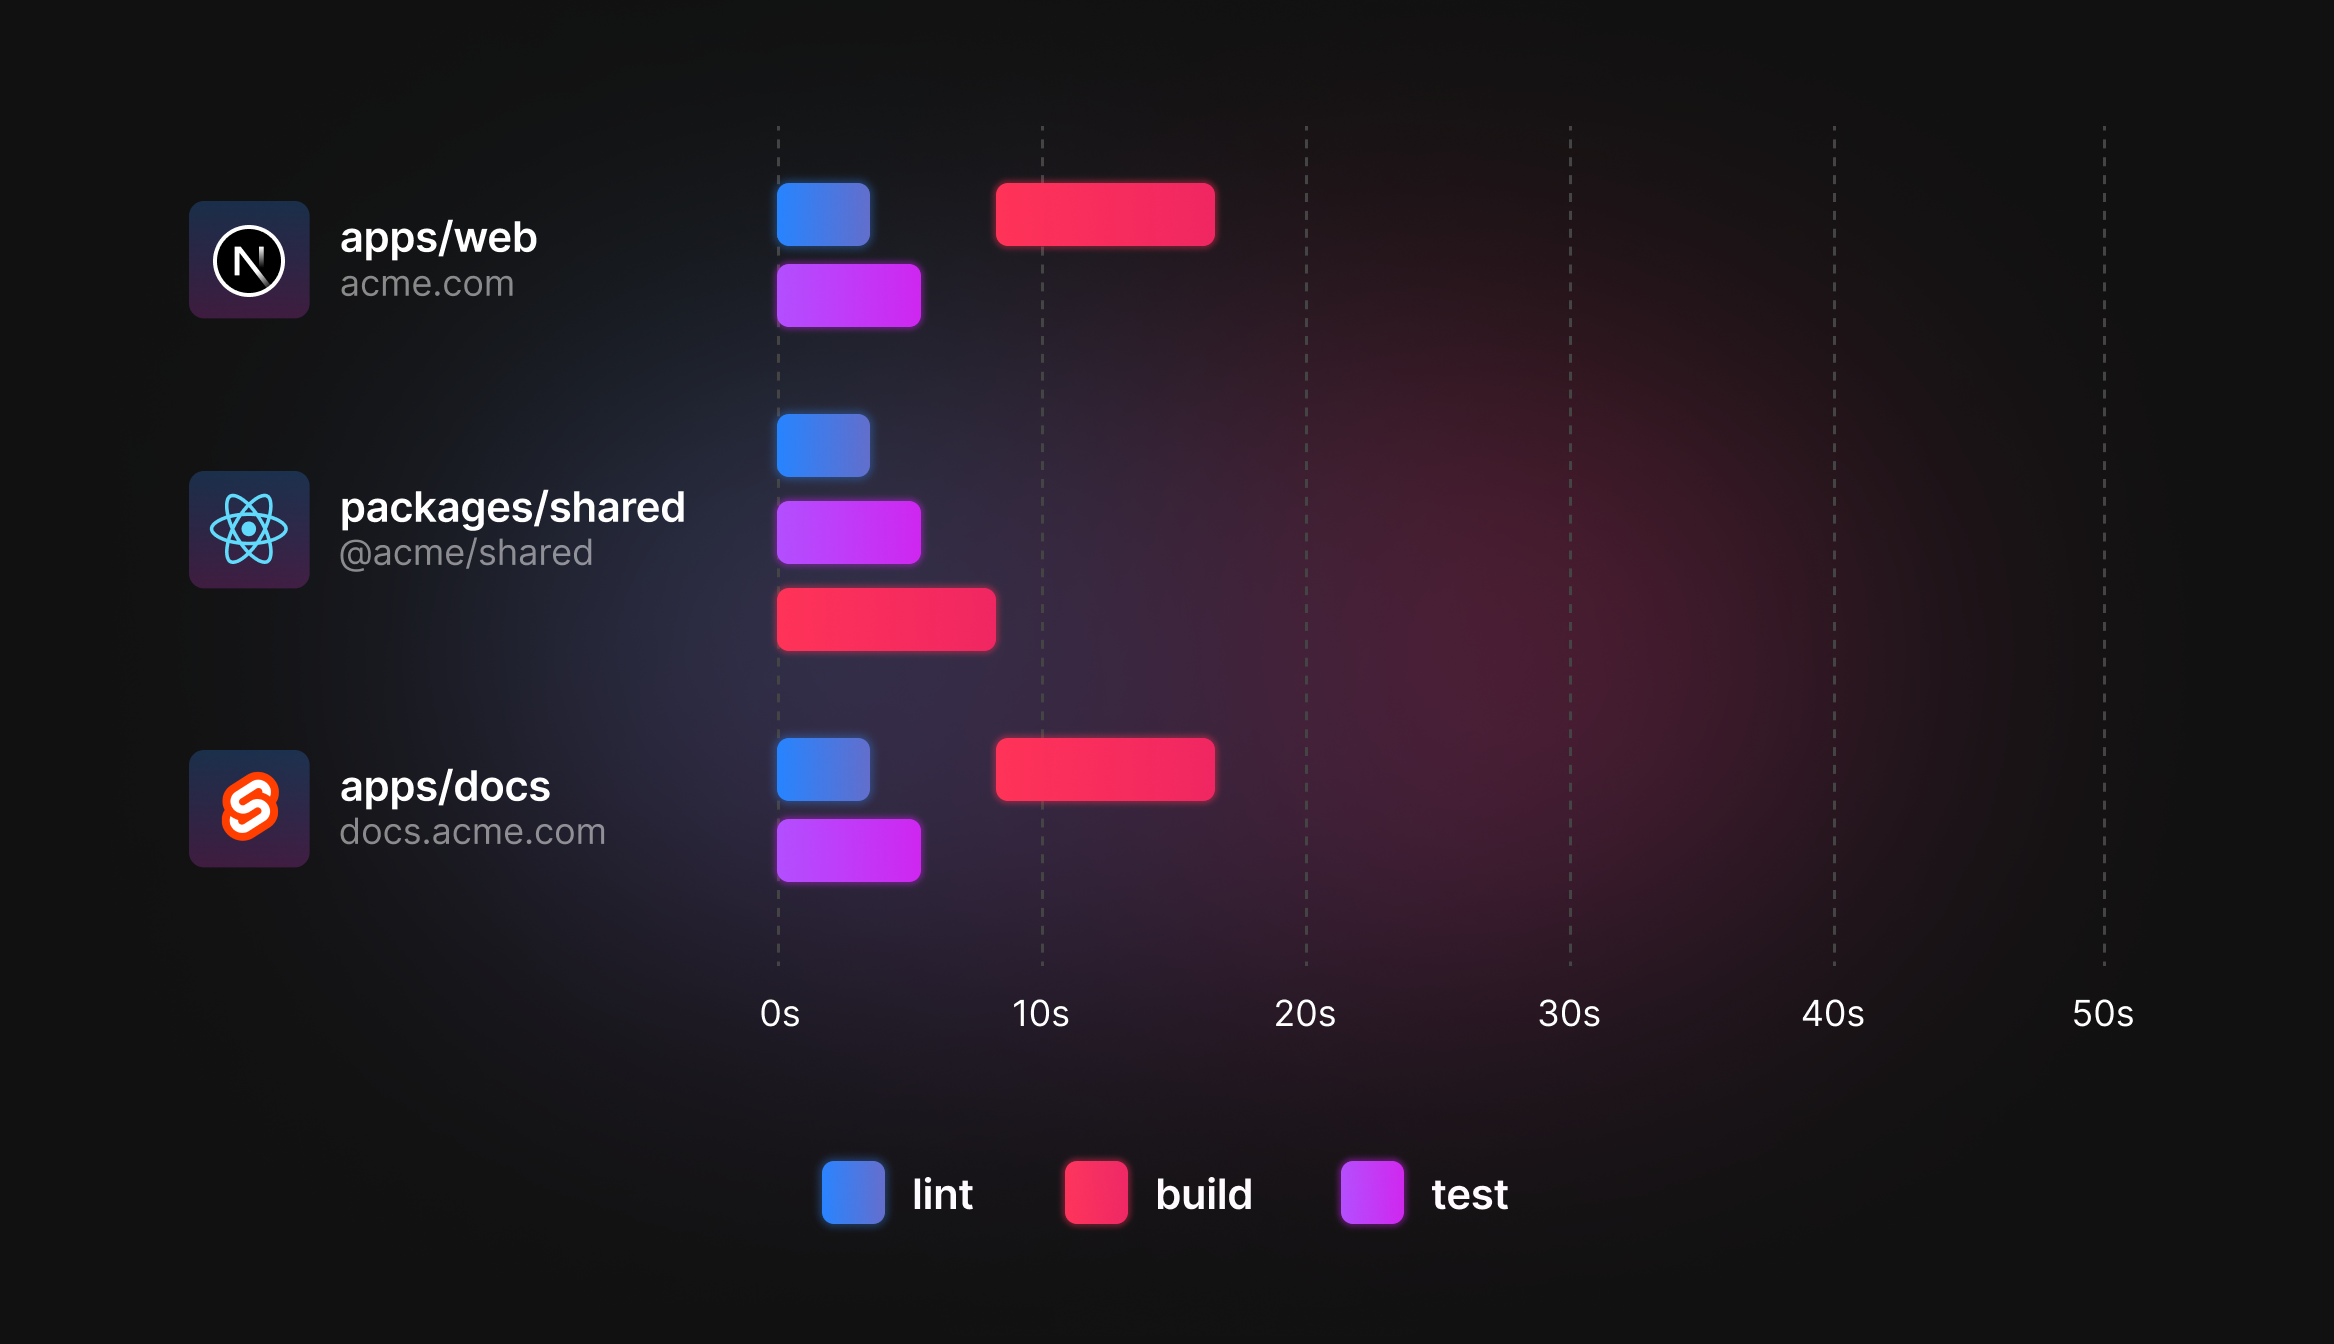 apps/web
acme.com
packages/shared
@acme/shared
apps/docs
docs.acme.com
0s 10s 20s 30s 40s 50s
lint build test